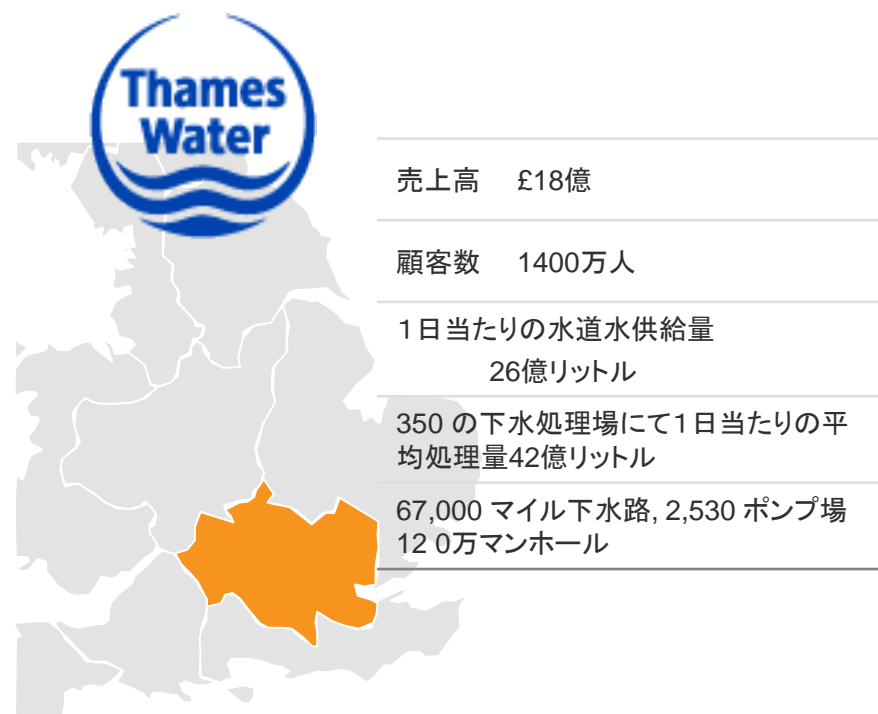 Thames
Water
売上高 £18億
顧客数 1400万人
１日当たりの水道水供給量
26億リットル
350 の下水処理場にて１日当たりの平
均処理量42億リットル
67,000 マイル下水路, 2,530 ポンプ場
12 0万マンホール